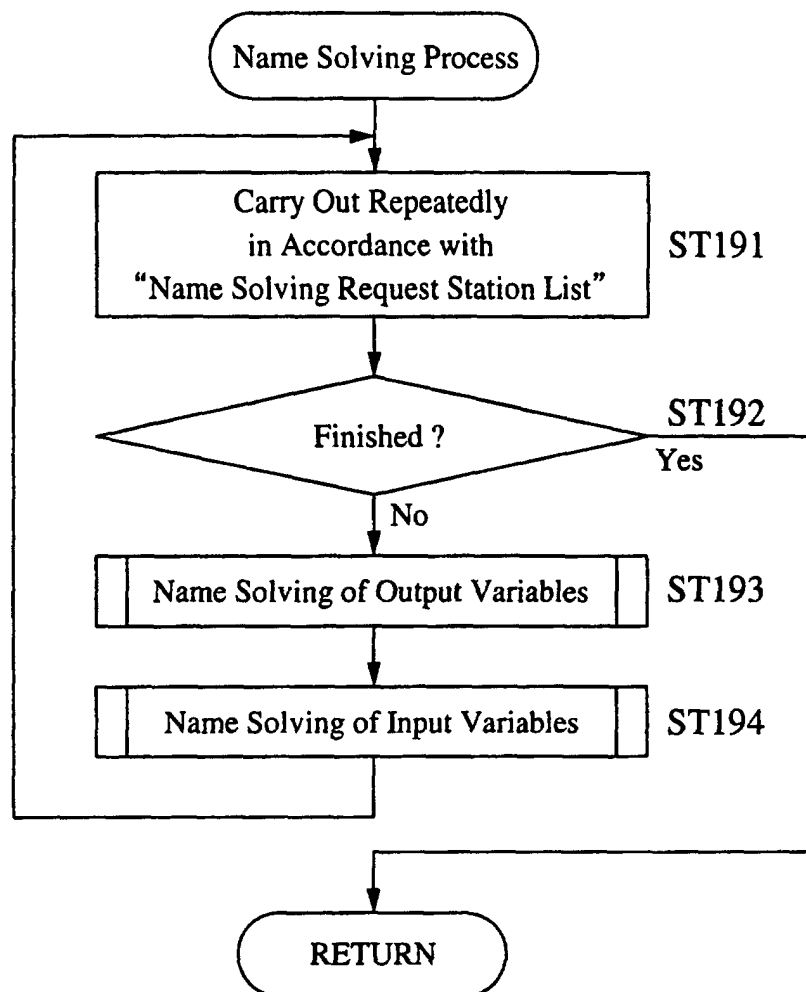 Name Solving Process
Carry Out Repeatedly
in Accordance with
“Name Solving Request Station List”
ST191
Finished ?
ST192
Yes
No
Name Solving of Output Variables
ST193
Name Solving of Input Variables
ST194
RETURN